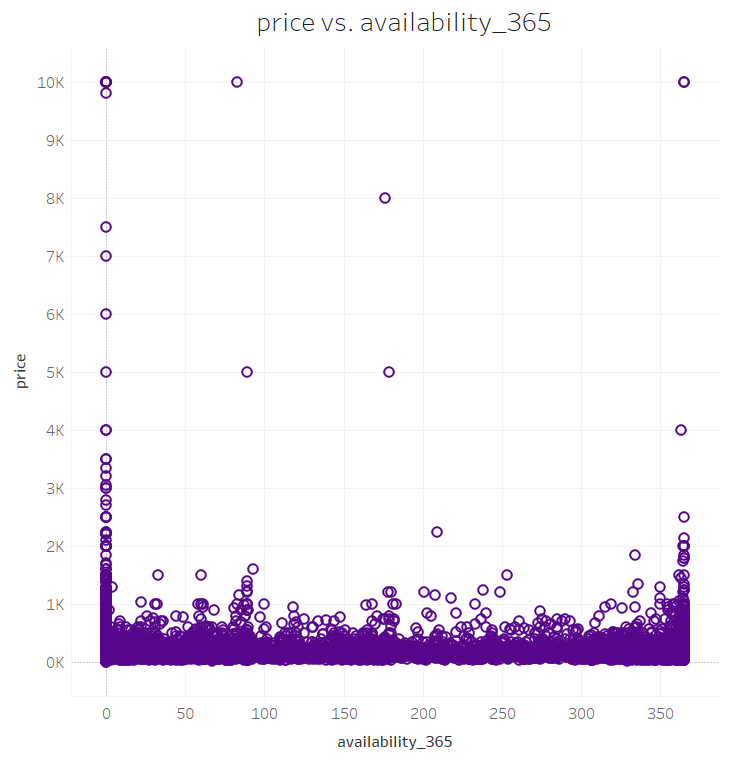 price vs. availability_365
10K
9K
8K
7K
6K
5K
4K
3K
2K
1K
0K
price
0 50 100 150 200 250 300 350
availability_365